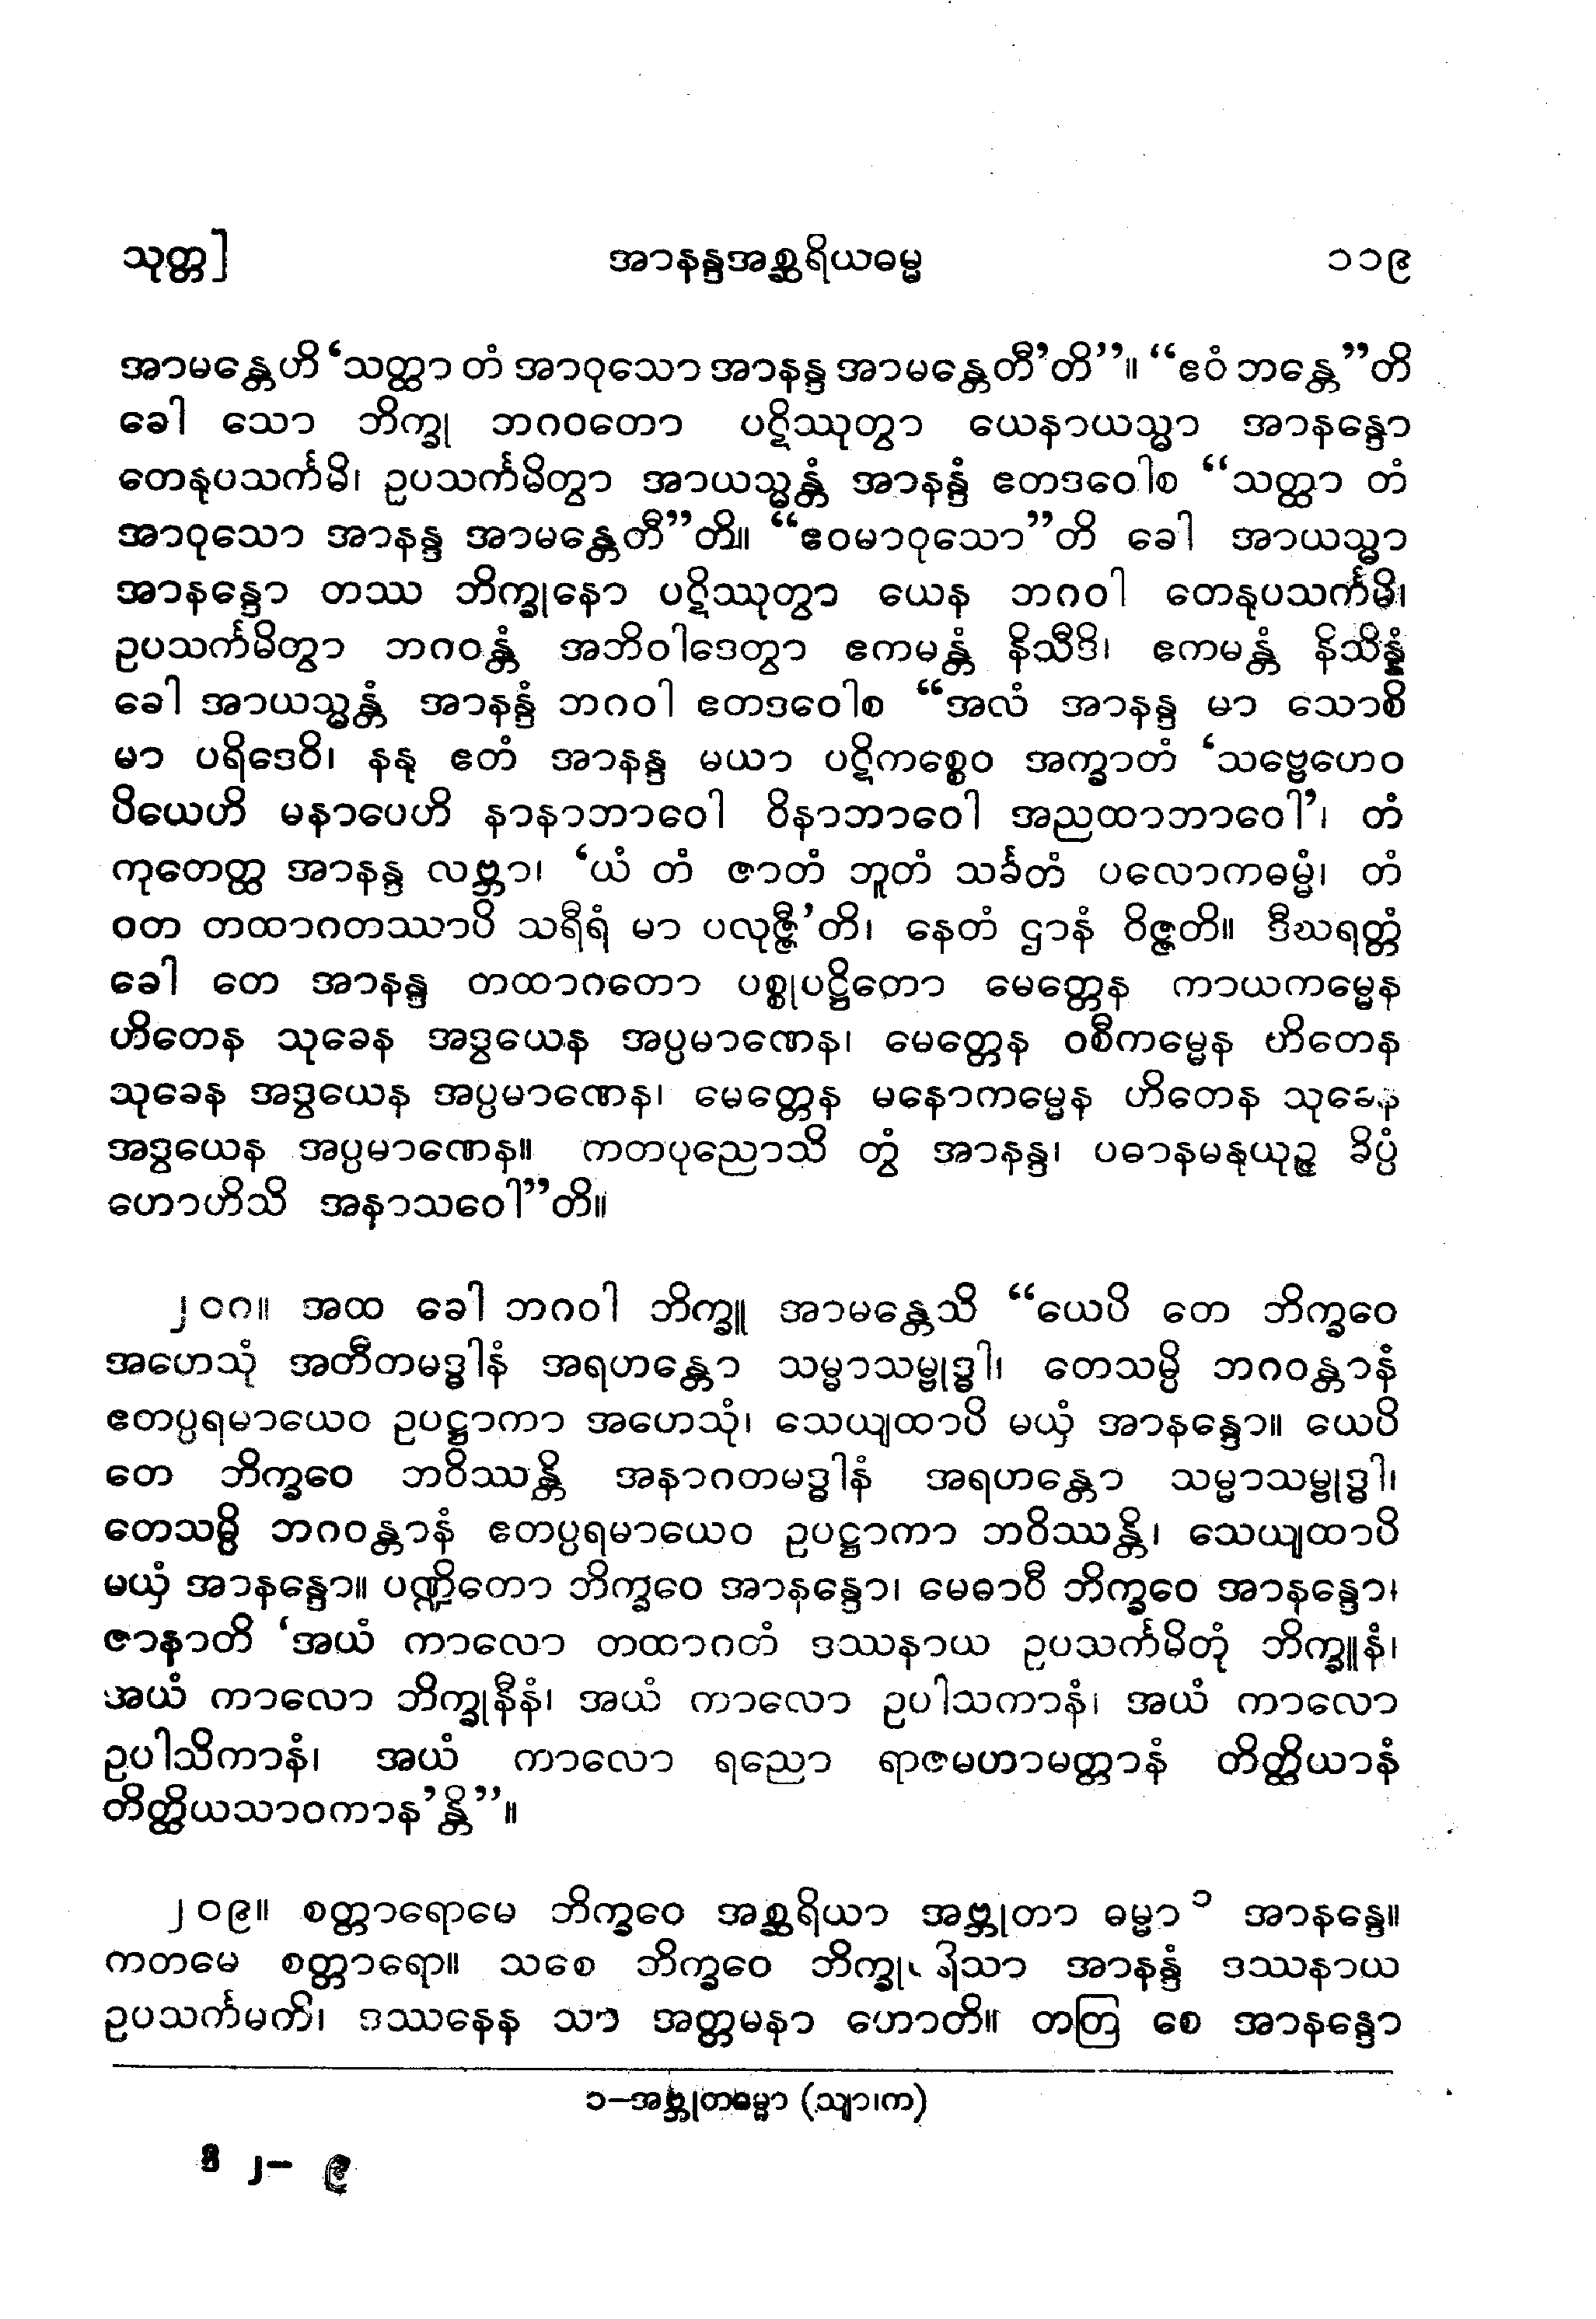 သုတ္တ] အာနန္ဒအစ္ဆရိယဓမ္မ ၁၁၉
အာမန္တေဟိ ‘သတ္ထာ တံ အာဝုသော အာနန္ဒ အာမန္တေတီ’တိ”။ “ဧဝံ ဘန္တေ”တိ
ခေါ သော ဘိက္ခု ဘဂဝတော ပဋိဿုတွာ ယေနာယသ္မာ အာနန္ဒော
တေနုပသင်္ကမိ၊ ဥပသင်္ကမိတွာ အာယသ္မန္တံ အာနန္ဒံ ဧတဒဝေါစ “သတ္ထာ တံ
အာဝုသော အာနန္ဒ အာမန္တေတီ”တိ။ “ဧဝမာဝုသော”တိ ခေါ အာယသ္မာ
အာနန္ဒော တဿ ဘိက္ခုနော ပဋိဿုတွာ ယေန ဘဂဝါ တေနုပသင်္ကမိ၊
ဥပသင်္ကမိတွာ ဘဂဝန္တံ အဘိဝါဒေတွာ ဧကမန္တံ နိသီဒိ၊ ဧကမန္တံ နိသိန္နံ
ခေါ အာယသ္မန္တံ အာနန္ဒံ ဘဂဝါ ဧတဒဝေါစ “အလံ အာနန္ဒ မာ သောစိ
မာ ပရိဒေဝိ၊ နနု ဧတံ အာနန္ဒ မယာ ပဋိကစ္စေဝ အက္ခာတံ ‘သဗ္ဗေဟေဝ
ပိယေဟိ မနာပေဟိ နာနာဘာဝေါ ဝိနာဘာဝေါ အညထာဘာဝေါ’၊ တံ
ကုတေတ္ထ အာနန္ဒ လဗ္ဘာ၊ ‘ယံ တံ ဇာတံ ဘူတံ သင်္ခတံ ပလောကဓမ္မံ၊ တံ
ဝတ တထာဂတဿာပိ သရီရံ မာ ပလုဇ္ဇီ’တိ၊ နေတံ ဌာနံ ဝိဇ္ဇတိ။ ဒီဃရတ္တံ
ခေါ တေ အာနန္ဒ တထာဂတော ပစ္စုပဋ္ဌိတော မေတ္တေန ကာယကမ္မေန
ဟိတေန သုခေန အဒွယေန အပ္ပမာဏေန၊ မေတ္တေန ဝစီကမ္မေန ဟိတေန
သုခေန အဒွယေန အပ္ပမာဏေန၊ မေတ္တေန မနောကမ္မေန ဟိတေန သုခေန
အဒွယေန အပ္ပမာဏေန။ ကတပုညောသိ တွံ အာနန္ဒ၊ ပဓာနမနုယုဉ္ဇ ခိပ္ပံ
ဟောဟိသိ အနာသဝေါ”တိ။
၂၀၈။ အထ ခေါ ဘဂဝါ ဘိက္ခူ အာမန္တေသိ “ယေပိ တေ ဘိက္ခဝေ
အဟေသုံ အတီတမဒ္ဓါနံ အရဟန္တော သမ္မာသမ္ဗုဒ္ဓါ၊ တေသမ္ပိ ဘဂဝန္တာနံ
ဧတပ္ပရမာယေဝ ဥပဋ္ဌာကာ အဟေသုံ၊ သေယျထာပိ မယှံ အာနန္ဒော။ ယေပိ
တေ ဘိက္ခဝေ ဘဝိဿန္တိ အနာဂတမဒ္ဓါနံ အရဟန္တော သမ္မာသမ္ဗုဒ္ဓါ၊
တေသမ္ပိ ဘဂဝန္တာနံ ဧတပ္ပရမာယေဝ ဥပဋ္ဌာကာ ဘဝိဿန္တိ၊ သေယျထာပိ
မယှံ အာနန္ဒော။ ပဏ္ဍိတော ဘိက္ခဝေ အာနန္ဒော၊ မေဓာဝီ ဘိက္ခဝေ အာနန္ဒော၊
ဇာနာတိ ‘အယံ ကာလော တထာဂတံ ဒဿနာယ ဥပသင်္ကမိတုံ ဘိက္ခူနံ၊
အယံ ကာလော ဘိက္ခုနီနံ၊ အယံ ကာလော ဥပါသကာနံ၊ အယံ ကာလော
ဥပါသိကာနံ၊ အယံ ကာလော ရညော ရာဇမဟာမတ္တာနံ တိတ္ထိယာနံ
တိတ္ထိယသာဝကာန’န္တိ”။
၂၀၉။ စတ္တာရောမေ ဘိက္ခဝေ အစ္ဆရိယာ အဗ္ဘုတာ ဓမ္မာ ၁ အာနန္ဒေ။
ကတမေ စတ္တာရော။ သစေ ဘိက္ခဝေ ဘိက္ခုပရိသာ အာနန္ဒံ ဒဿနာယ
ဥပသင်္ကမတိ၊ ဒဿနေန သာ အတ္တမနာ ဟောတိ။ တတြ စေ အာနန္ဒော
၁–အဗ္ဘုတဓမ္မာ (သျာ၊က)
ဒီ ၂– ၉